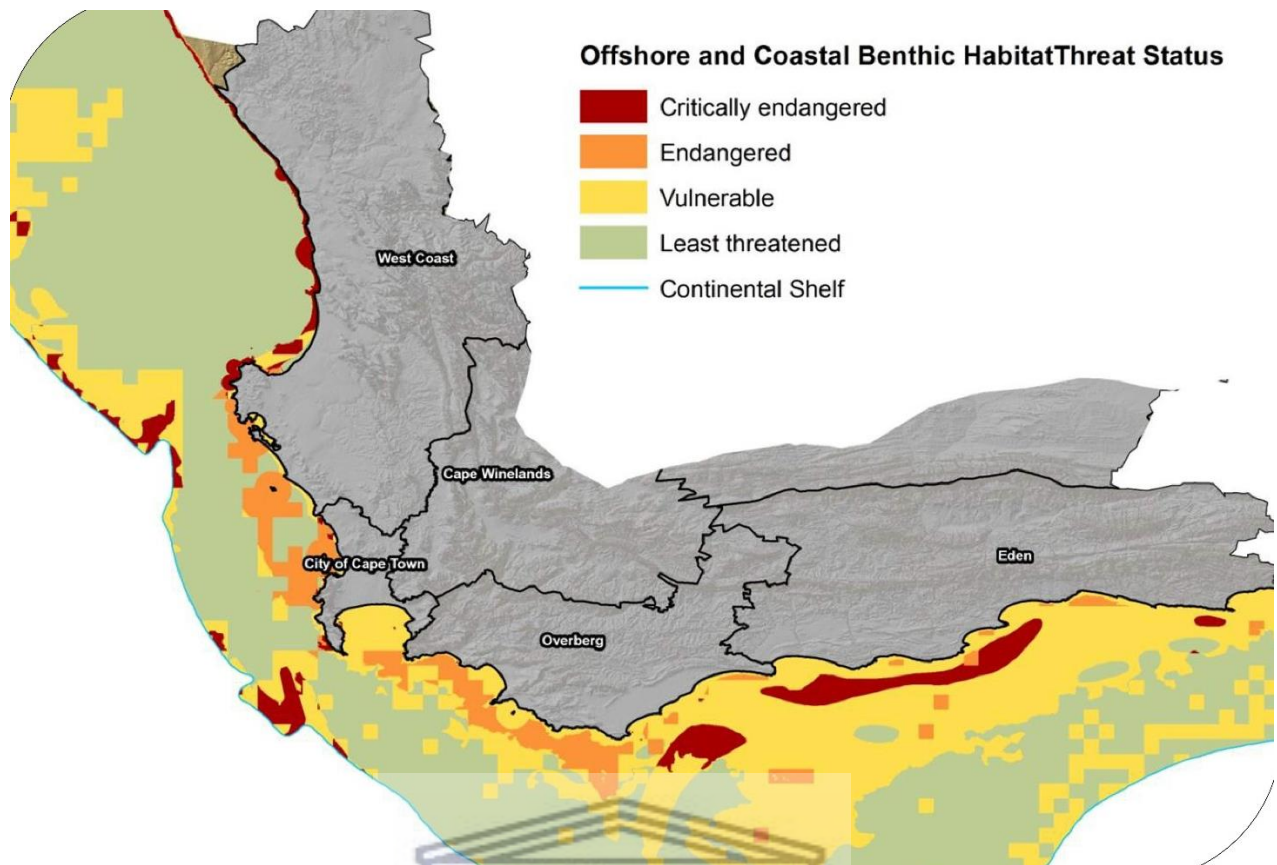 Offshore and Coastal Benthic HabitatThreat Status
Critically endangered
Endangered
Vulnerable
Least threatened
Continental Shelf
West Coast
Cape Winelands
City of Cape Town
Eden
Overberg